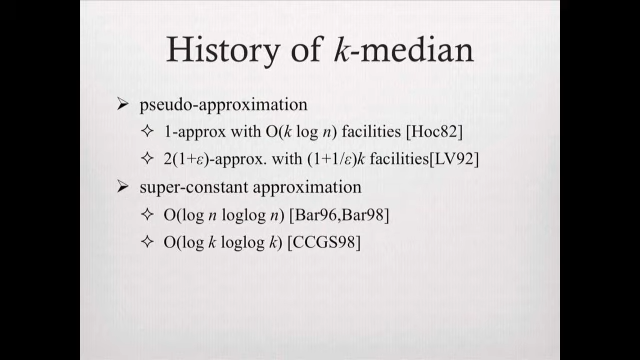 History of k-median
➢ pseudo-approximation
✧ 1-approx with O(k log n) facilities [Hoc82]
✧ 2(1+ε)-approx. with (1+1/ε)k facilities[LV92]
➢ super-constant approximation
✧ O(log n loglog n) [Bar96,Bar98]
✧ O(log k loglog k) [CCGS98]